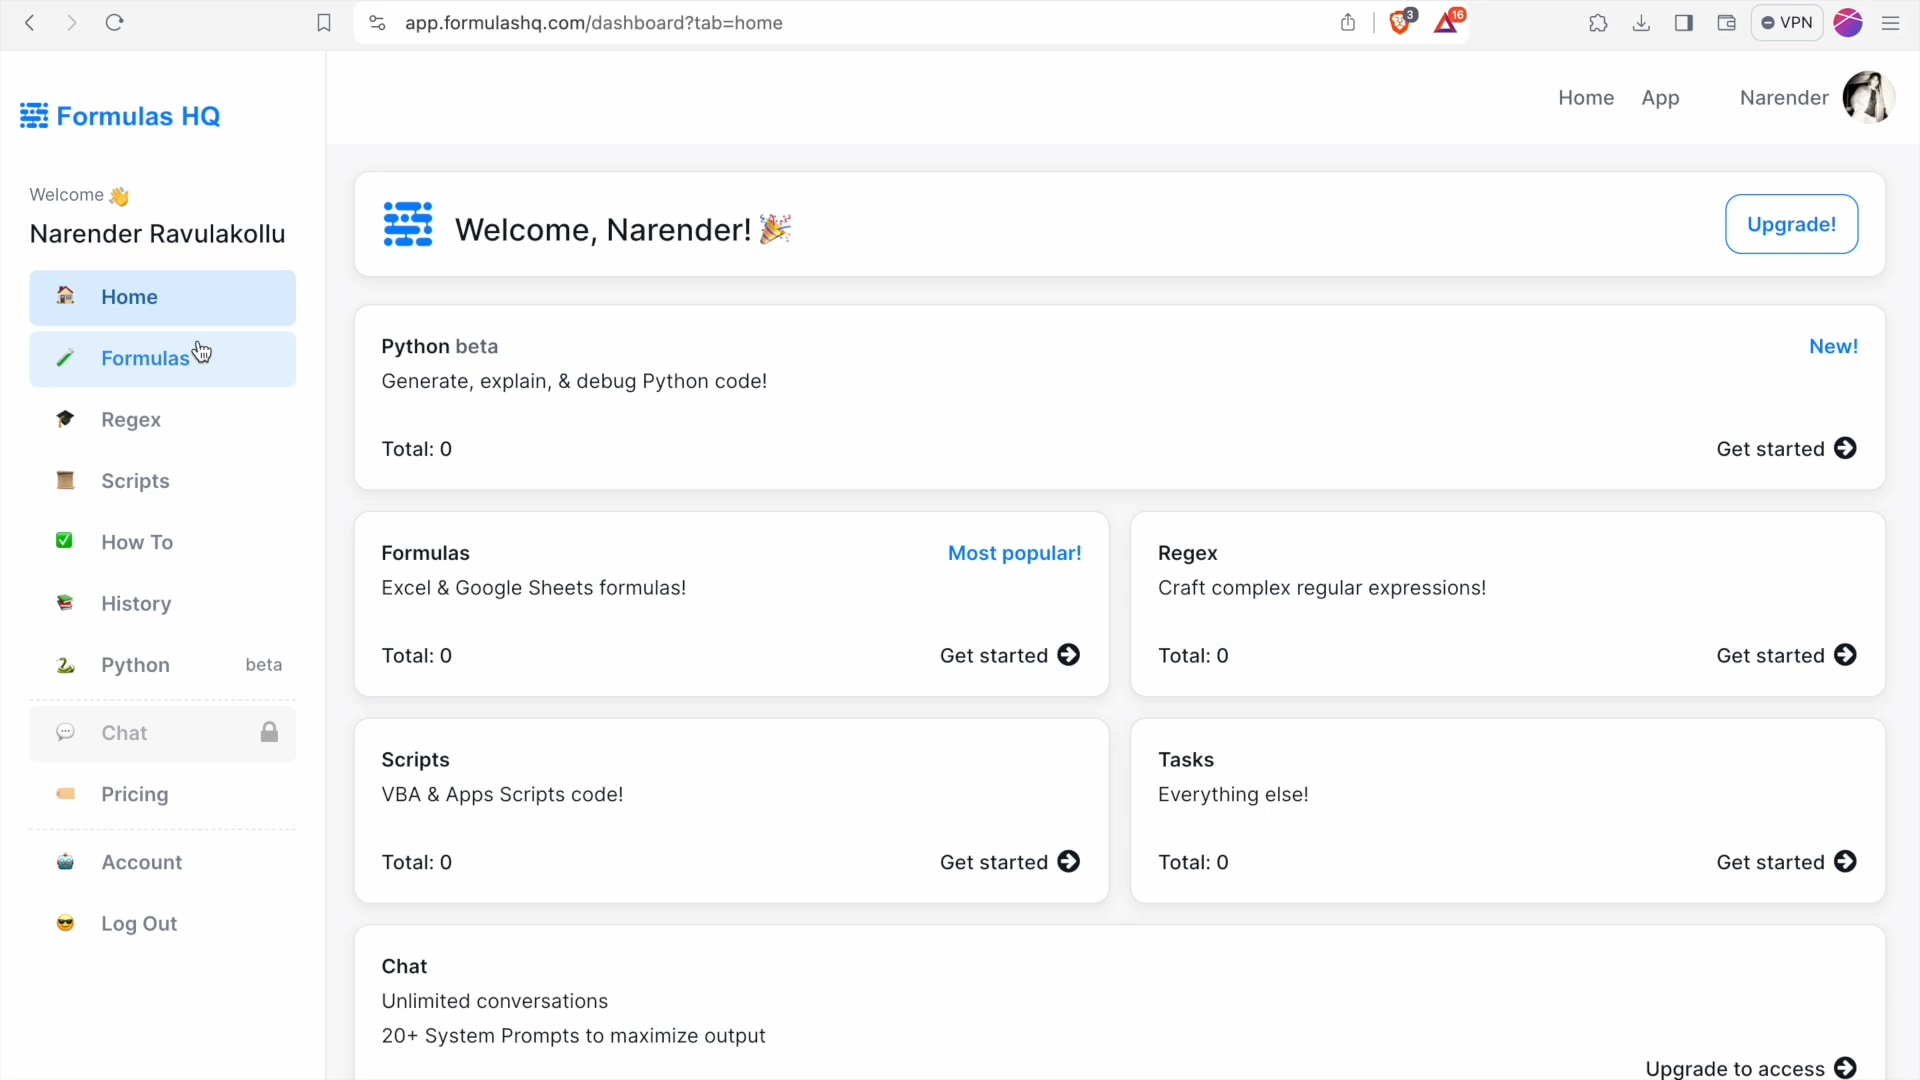 app.formulashq.com/dashboard?tab=home
3
16
VPN
Formulas HQ
Home
App
Narender
Welcome 👋
Narender Ravulakollu
Home
Formulas
Regex
Scripts
How To
History
Python beta
Chat
Pricing
Account
Log Out
Welcome, Narender! 🎉
Upgrade!
Python beta
New!
Generate, explain, & debug Python code!
Total: 0
Get started
Formulas
Most popular!
Excel & Google Sheets formulas!
Total: 0
Get started
Regex
Craft complex regular expressions!
Total: 0
Get started
Scripts
VBA & Apps Scripts code!
Total: 0
Get started
Tasks
Everything else!
Total: 0
Get started
Chat
Unlimited conversations
20+ System Prompts to maximize output
Upgrade to access